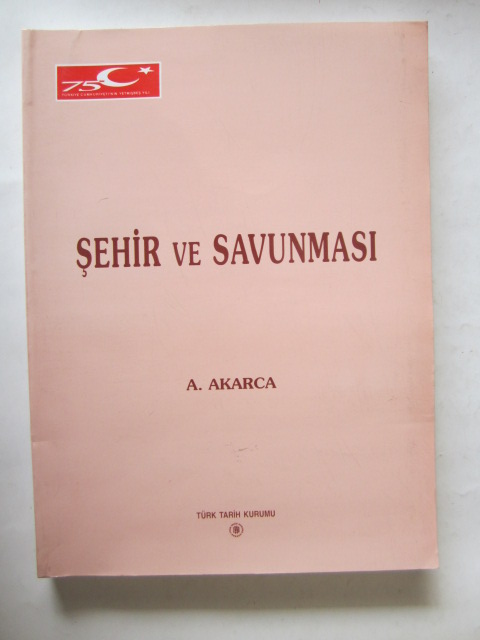 75
ŞEHİR VE SAVUNMASI
A. AKARCA
TÜRK TARİH KURUMU